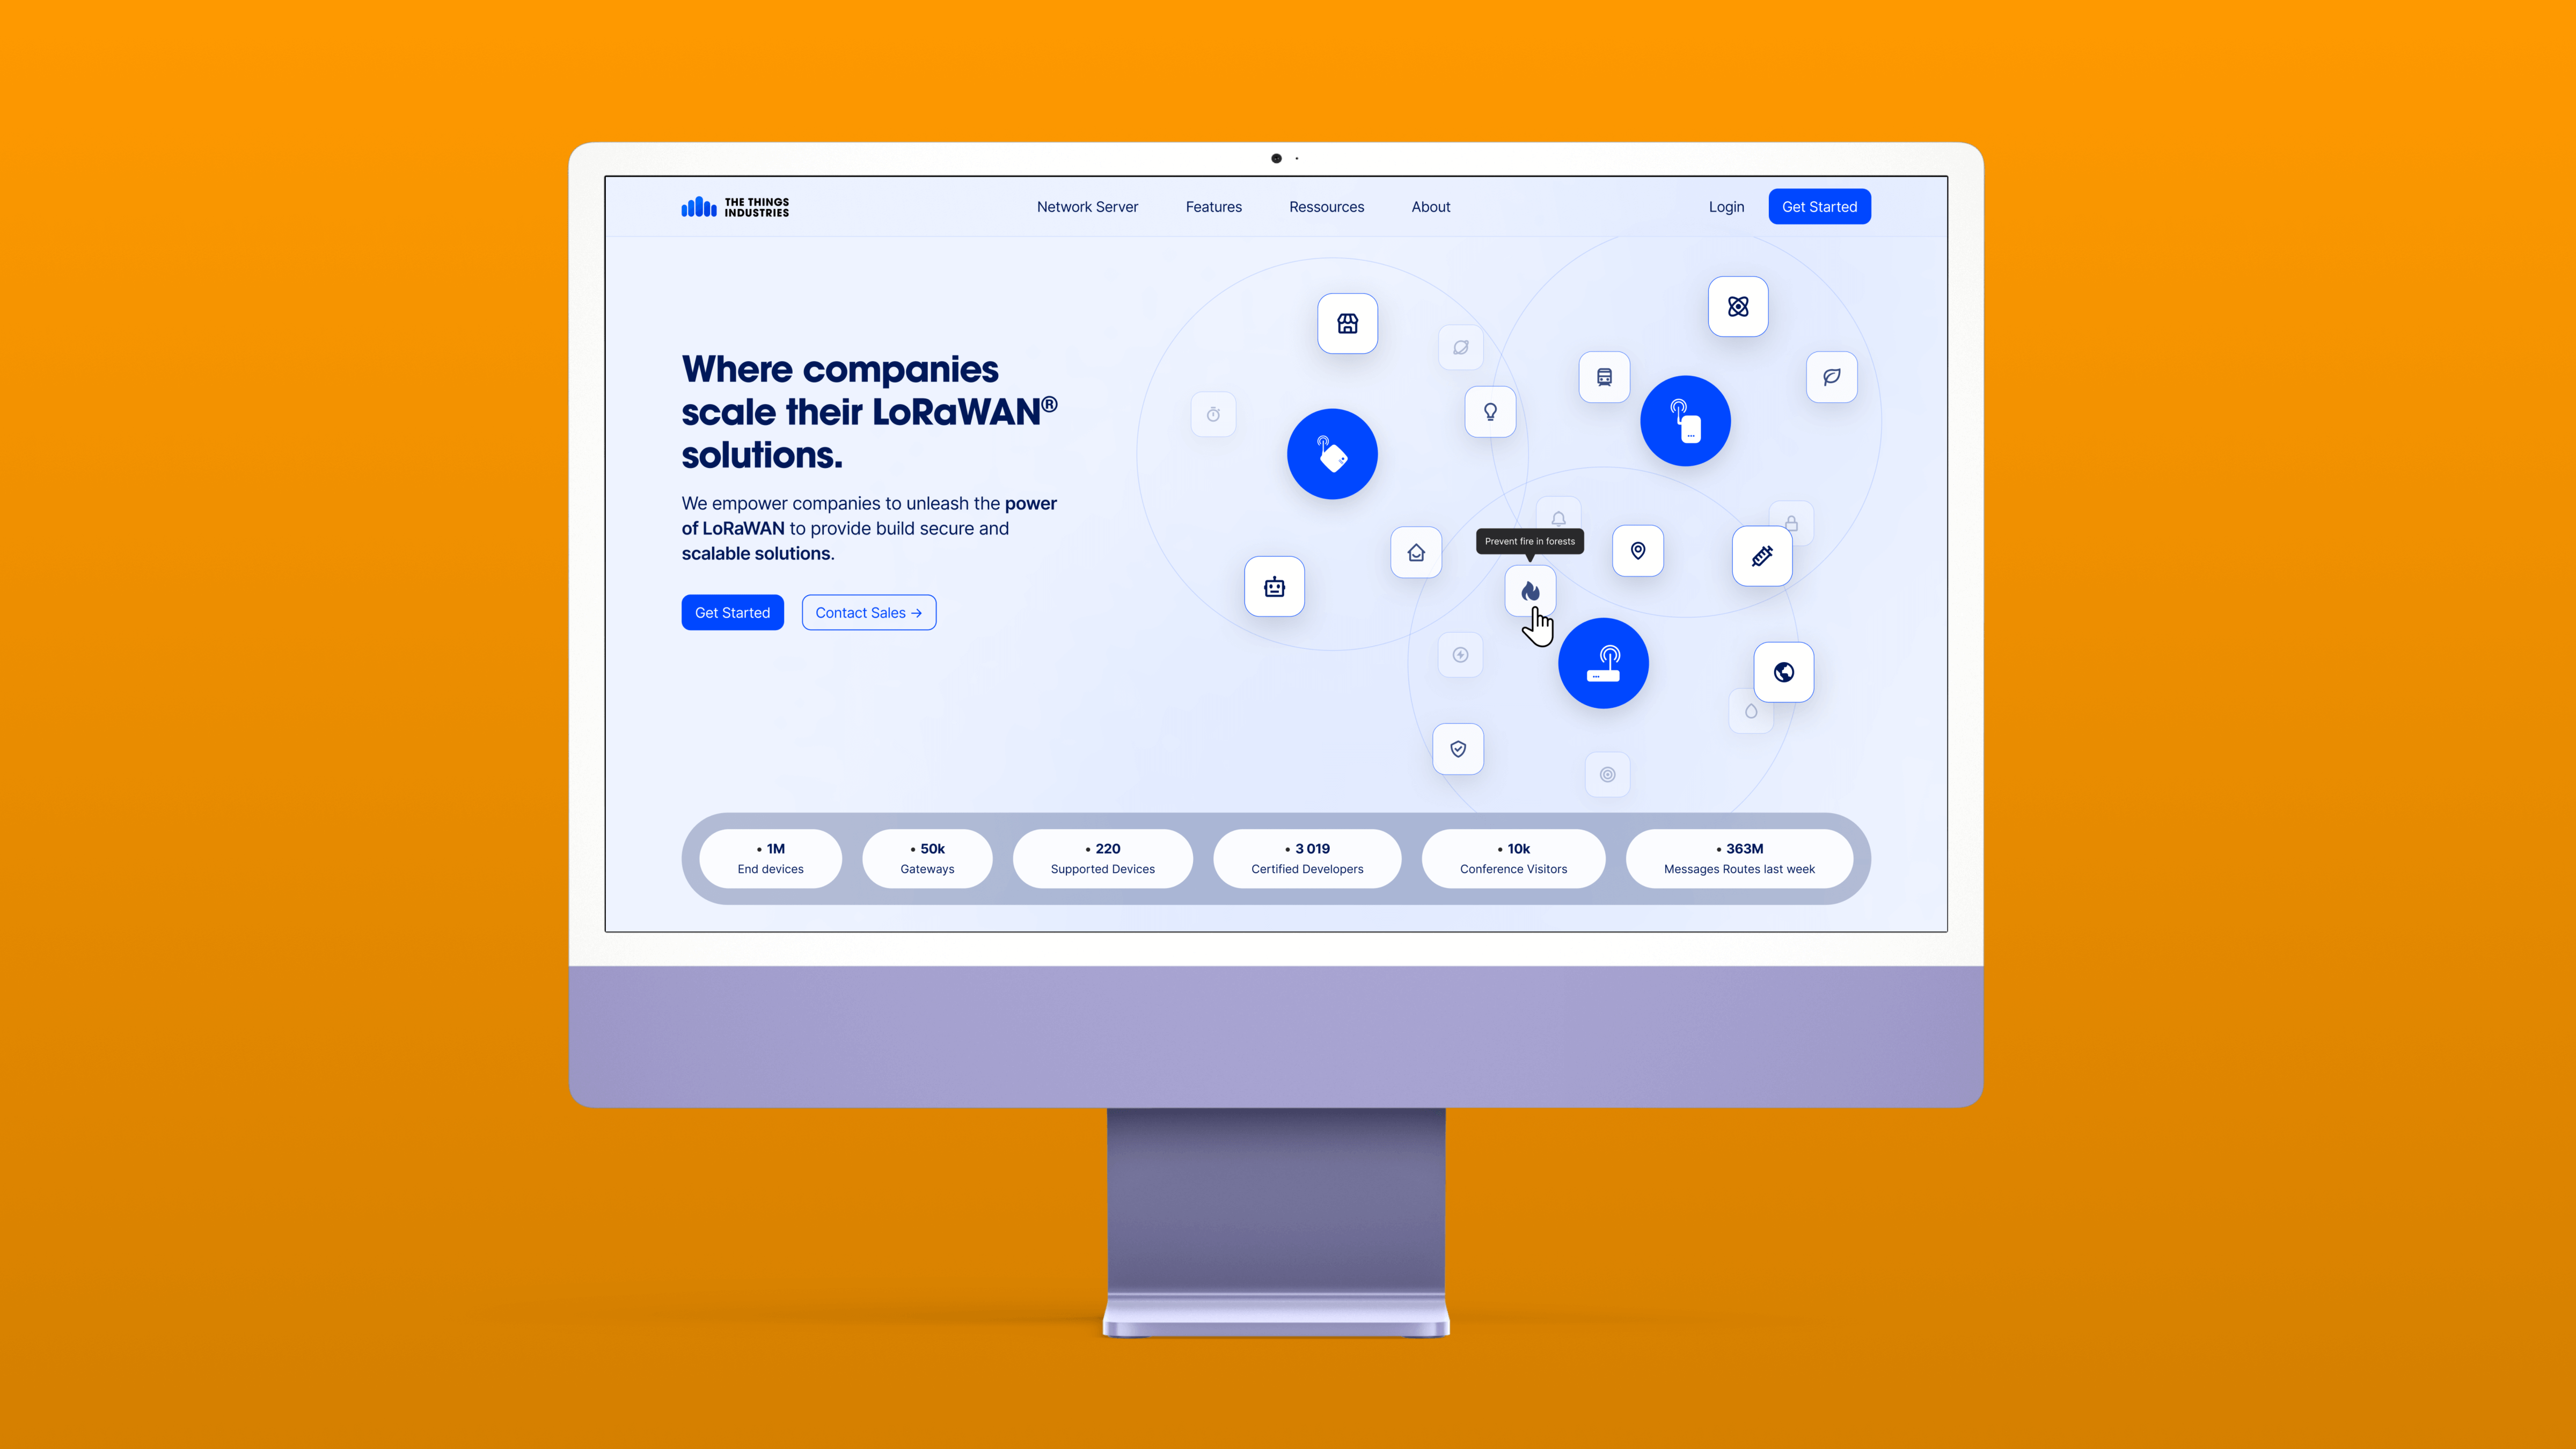 THE THINGS
INDUSTRIES
Network Server
Features
Ressources
About
Login
Get Started
Where companies
scale their LoRaWAN®
solutions.
We empower companies to unleash the power
of LoRaWAN to provide build secure and
scalable solutions.
Get Started
Contact Sales →
Prevent fire in forests
• 1M
End devices
• 50k
Gateways
• 220
Supported Devices
• 3 019
Certified Developers
• 10k
Conference Visitors
• 363M
Messages Routes last week